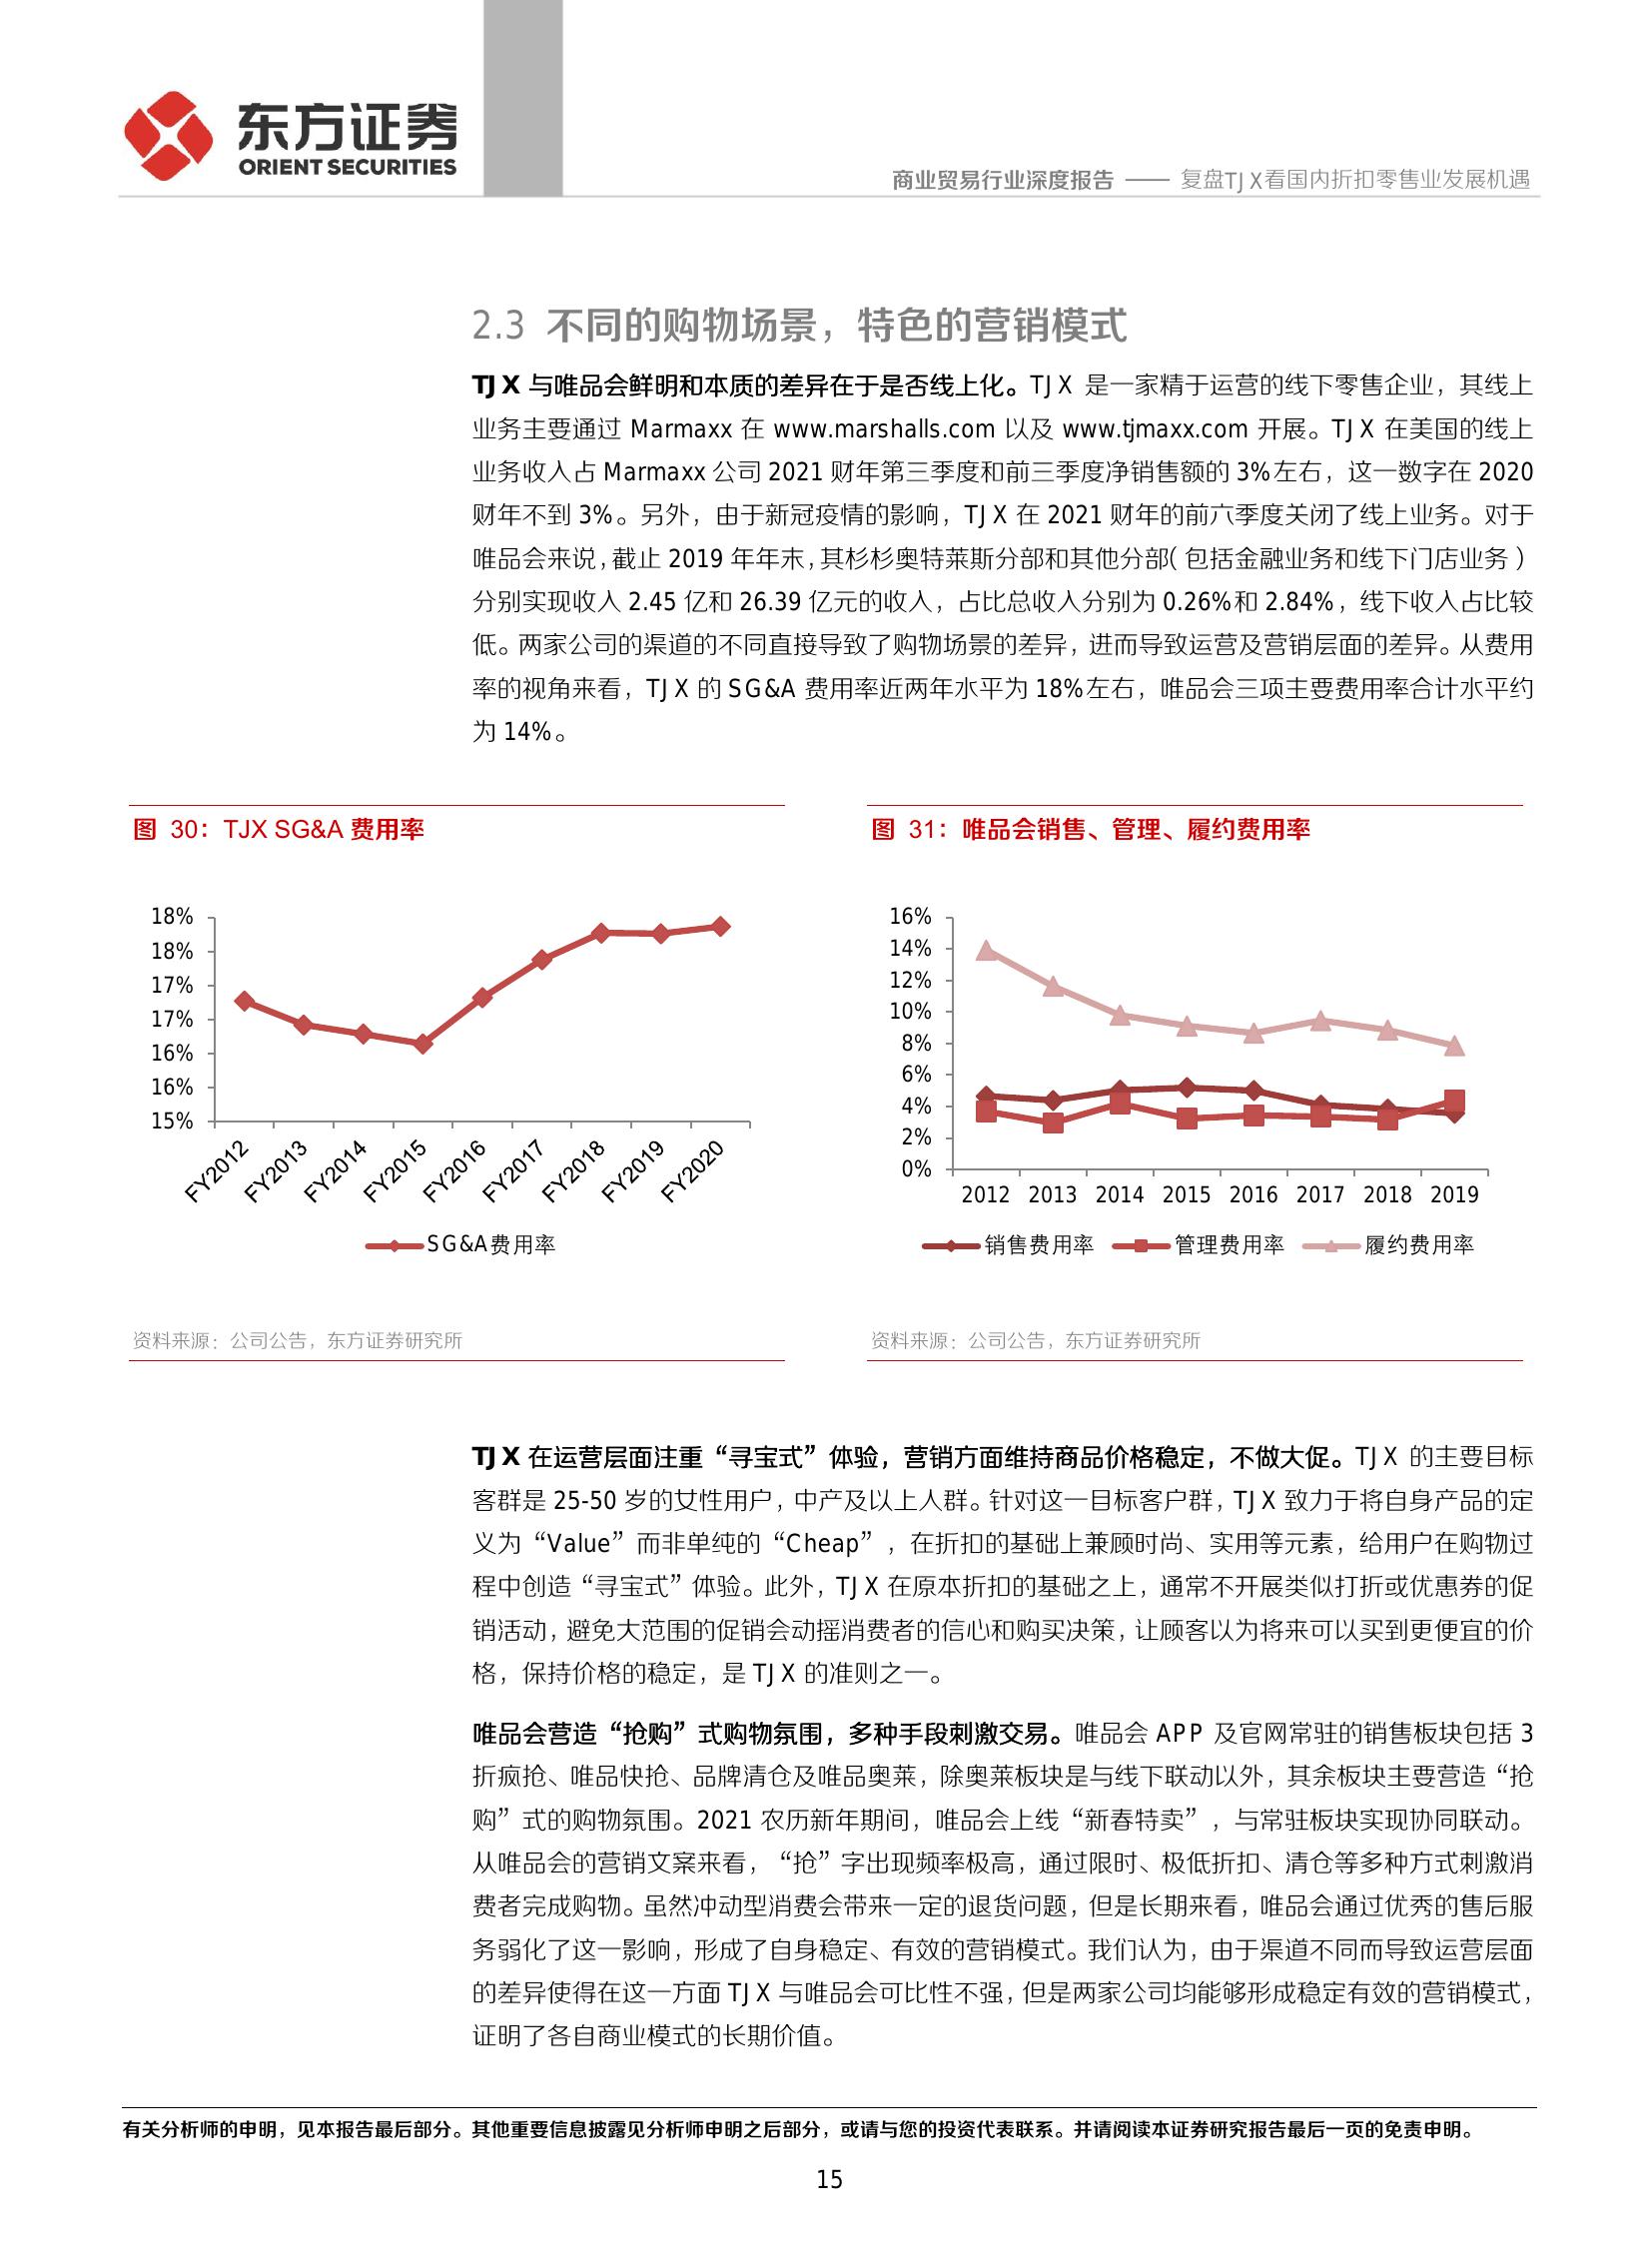 东方证券
ORIENT SECURITIES
商业贸易行业深度报告 —— 复盘TJX看国内折扣零售业发展机遇
2.3 不同的购物场景，特色的营销模式
TJX 与唯品会鲜明和本质的差异在于是否线上化。TJX 是一家精于运营的线下零售企业，其线上
业务主要通过 Marmaxx 在 www.marshalls.com 以及 www.tjmaxx.com 开展。TJX 在美国的线上
业务收入占 Marmaxx 公司 2021 财年第三季度和前三季度净销售额的 3%左右，这一数字在 2020
财年不到 3%。另外，由于新冠疫情的影响，TJX 在 2021 财年的前六季度关闭了线上业务。对于
唯品会来说，截止 2019 年年末，其杉杉奥特莱斯分部和其他分部（包括金融业务和线下门店业务）
分别实现收入 2.45 亿和 26.39 亿元的收入，占比总收入分别为 0.26%和 2.84%，线下收入占比较
低。两家公司的渠道的不同直接导致了购物场景的差异，进而导致运营及营销层面的差异。从费用
率的视角来看，TJX 的 SG&A 费用率近两年水平为 18%左右，唯品会三项主要费用率合计水平约
为 14%。
图 30：TJX SG&A 费用率
18%
18%
17%
17%
16%
16%
15%
FY2012 FY2013 FY2014 FY2015 FY2016 FY2017 FY2018 FY2019 FY2020
SG&A费用率
资料来源：公司公告，东方证券研究所
图 31：唯品会销售、管理、履约费用率
16%
14%
12%
10%
8%
6%
4%
2%
0%
2012 2013 2014 2015 2016 2017 2018 2019
销售费用率 管理费用率 履约费用率
资料来源：公司公告，东方证券研究所
TJX 在运营层面注重“寻宝式”体验，营销方面维持商品价格稳定，不做大促。TJX 的主要目标
客群是 25-50 岁的女性用户，中产及以上人群。针对这一目标客户群，TJX 致力于将自身产品的定
义为“Value”而非单纯的“Cheap”，在折扣的基础上兼顾时尚、实用等元素，给用户在购物过
程中创造“寻宝式”体验。此外，TJX 在原本折扣的基础之上，通常不开展类似打折或优惠券的促
销活动，避免大范围的促销会动摇消费者的信心和购买决策，让顾客以为将来可以买到更便宜的价
格，保持价格的稳定，是 TJX 的准则之一。
唯品会营造“抢购”式购物氛围，多种手段刺激交易。唯品会 APP 及官网常驻的销售板块包括 3
折疯抢、唯品快抢、品牌清仓及唯品奥莱，除奥莱板块是与线下联动以外，其余板块主要营造“抢
购”式的购物氛围。2021 农历新年期间，唯品会上线“新春特卖”，与常驻板块实现协同联动。
从唯品会的营销文案来看，“抢”字出现频率极高，通过限时、极低折扣、清仓等多种方式刺激消
费者完成购物。虽然冲动型消费会带来一定的退货问题，但是长期来看，唯品会通过优秀的售后服
务弱化了这一影响，形成了自身稳定、有效的营销模式。我们认为，由于渠道不同而导致运营层面
的差异使得在这一方面 TJX 与唯品会可比性不强，但是两家公司均能够形成稳定有效的营销模式，
证明了各自商业模式的长期价值。
有关分析师的申明，见本报告最后部分。其他重要信息披露见分析师申明之后部分，或请与您的投资代表联系。并请阅读本证券研究报告最后一页的免责申明。
15